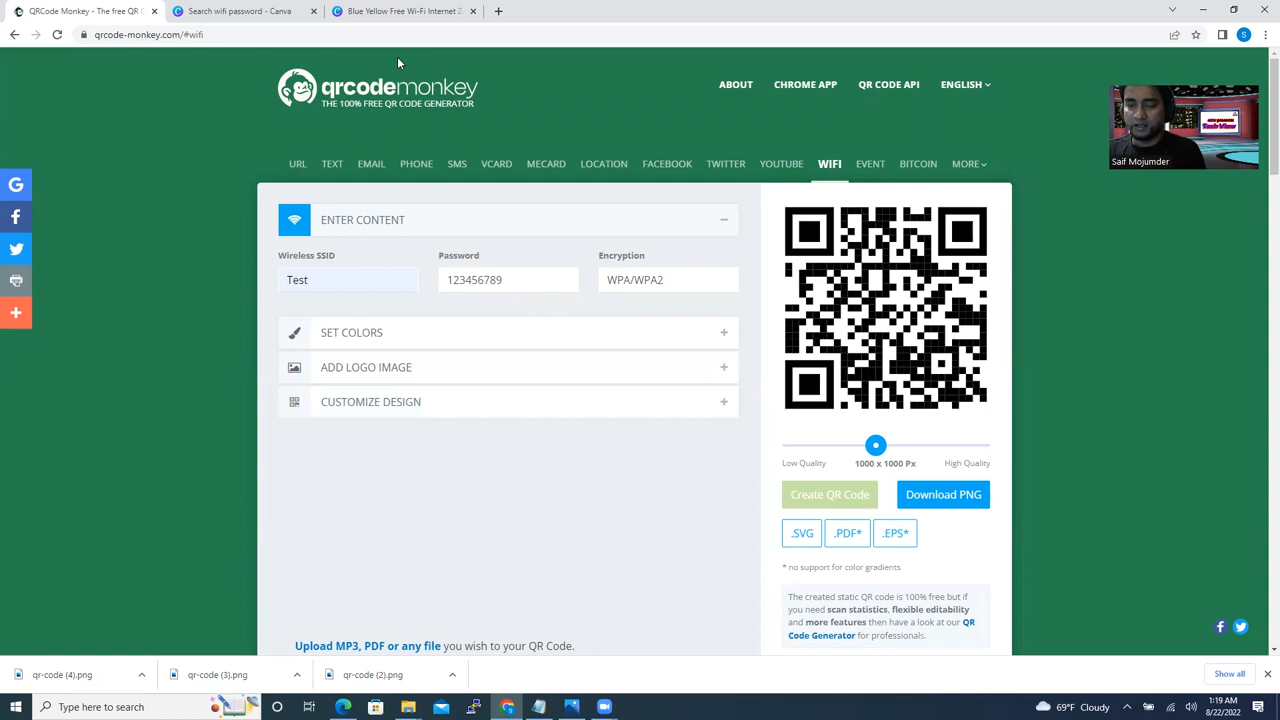 QRCode Monkey - The free QR C
Search wifi password - Canva
Blue Yellow Free Wi-Fi Internet Z
qrcode-monkey.com/#wifi
S
qrcodemonkey
THE 100% FREE QR CODE GENERATOR
ABOUT CHROME APP QR CODE API ENGLISH
Tech View
Saif Mojumder
URL TEXT EMAIL PHONE SMS VCARD MECARD LOCATION FACEBOOK TWITTER YOUTUBE WIFI EVENT BITCOIN MORE
ENTER CONTENT
Wireless SSID Password Encryption
Test 123456789 WPA/WPA2
SET COLORS
ADD LOGO IMAGE
CUSTOMIZE DESIGN
Low Quality 1000 x 1000 Px High Quality
Create QR Code Download PNG
.SVG .PDF* .EPS*
* no support for color gradients
The created static QR code is 100% free but if
you need scan statistics, flexible editability
and more features then have a look at our QR
Code Generator for professionals.
Upload MP3, PDF or any file you wish to your QR Code.
qr-code (4).png qr-code (3).png qr-code (2).png Show all
Type here to search
69°F Cloudy
1:19 AM
8/22/2022